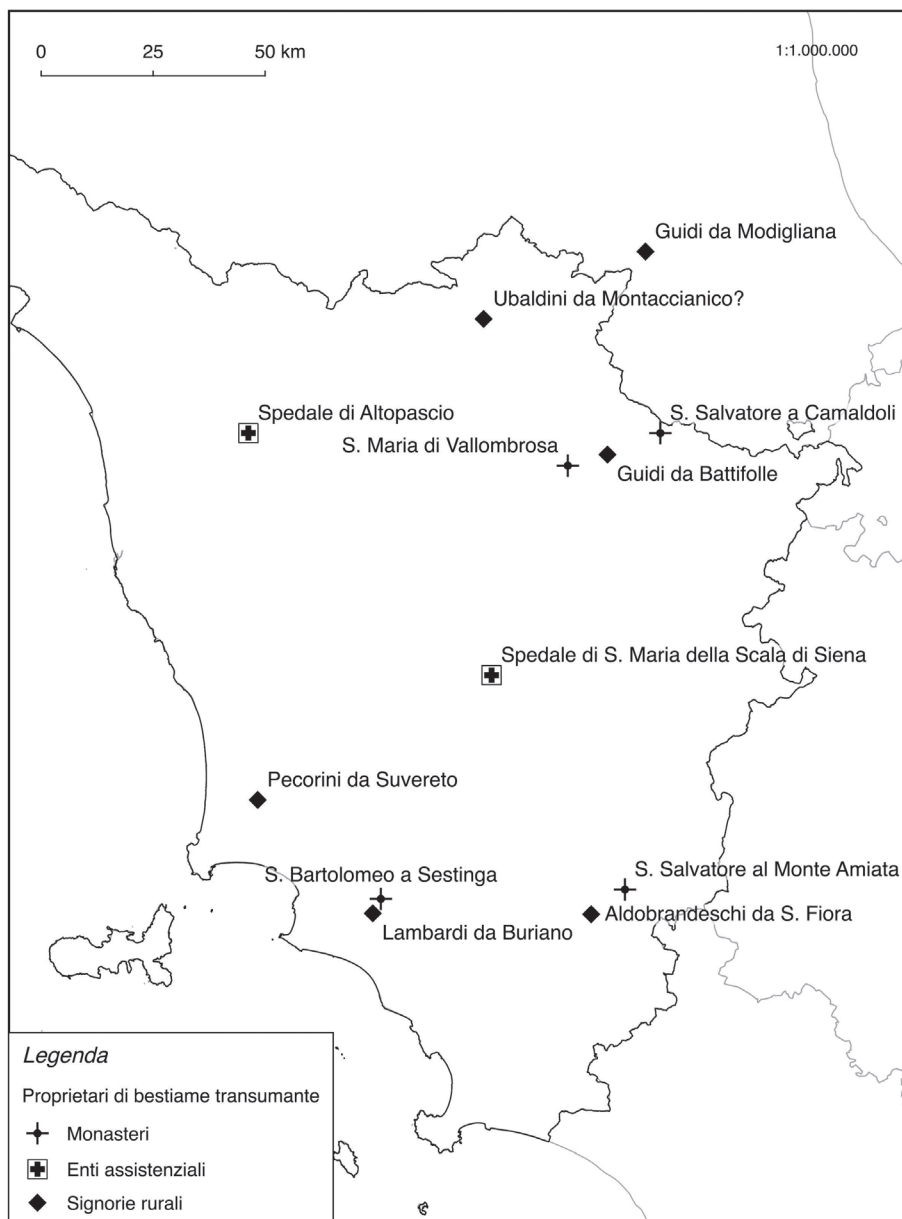 0 25 50 km
1:1.000.000
Guidi da Modigliana
Ubaldini da Montaccianico?
Spedale di Altopascio
S. Salvatore a Camaldoli
S. Maria di Vallombrosa
Guidi da Battifolle
Spedale di S. Maria della Scala di Siena
Pecorini da Suvereto
S. Bartolomeo a Sestinga
S. Salvatore al Monte Amiata
Lambardi da Buriano
Aldobrandeschi da S. Fiora
Legenda
Proprietari di bestiame transumante
Monasteri
Enti assistenziali
Signorie rurali